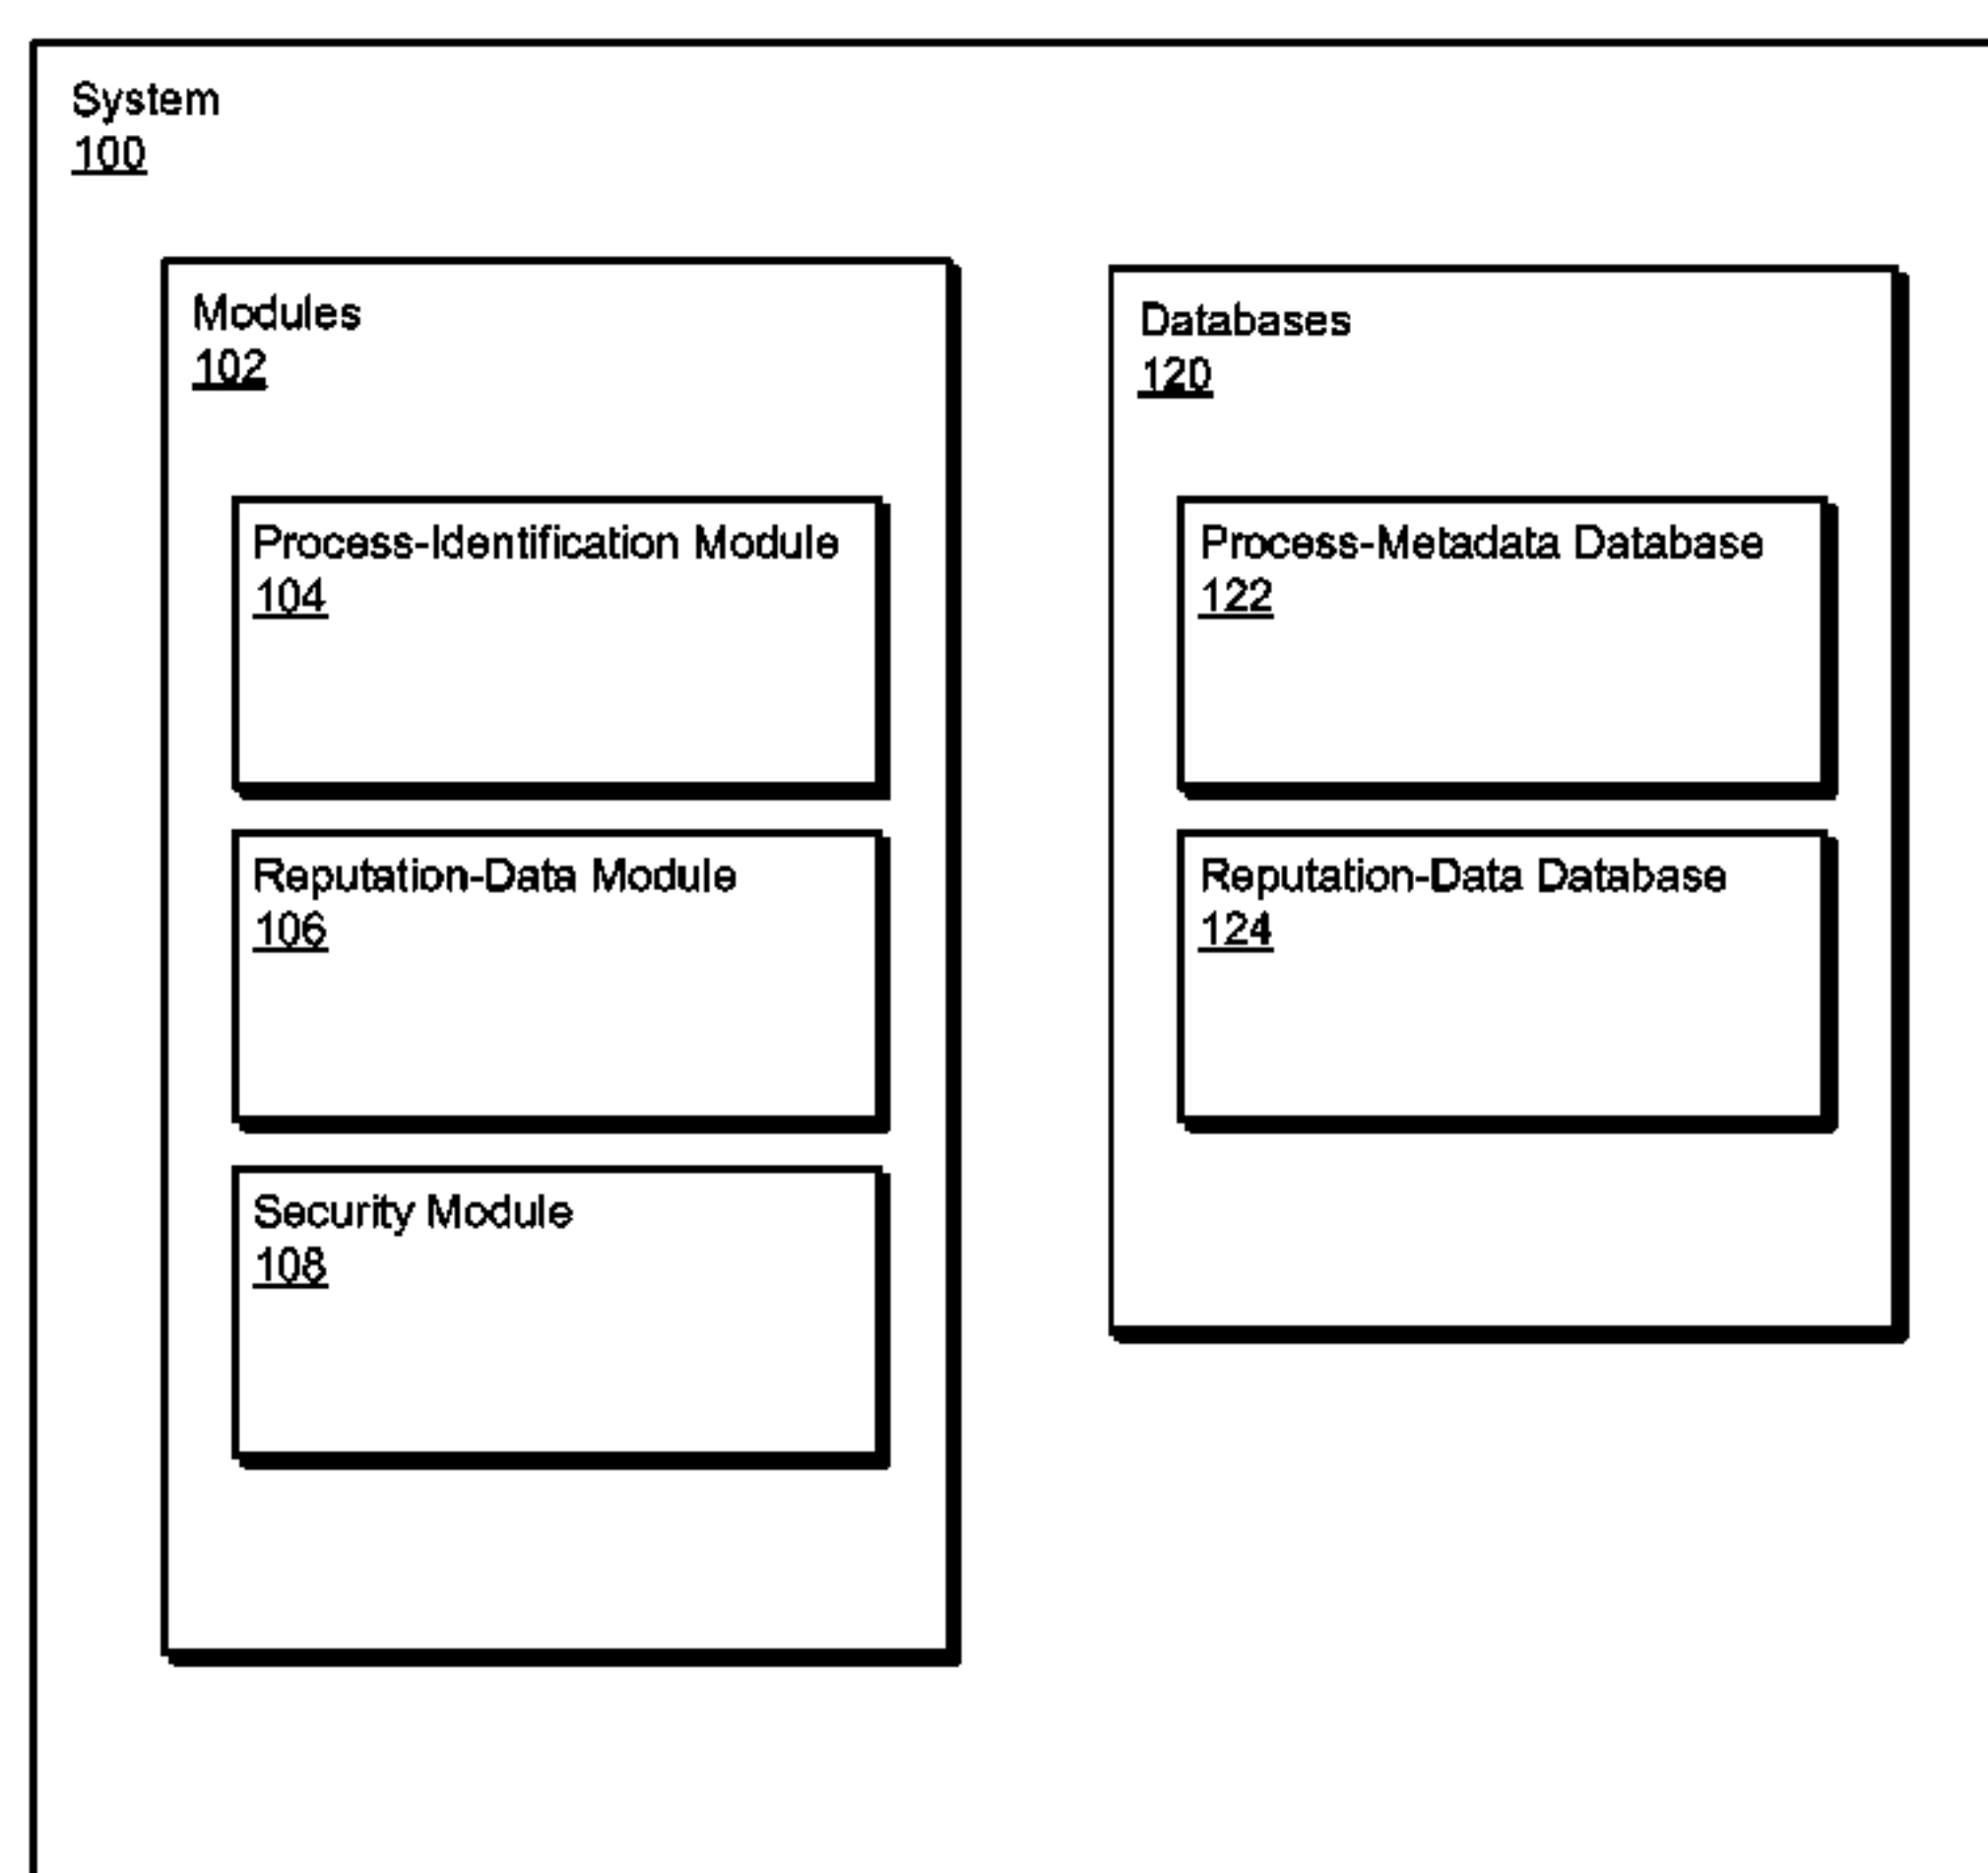 System
100
Modules
102
Process-Identification Module
104
Reputation-Data Module
106
Security Module
108
Databases
120
Process-Metadata Database
122
Reputation-Data Database
124